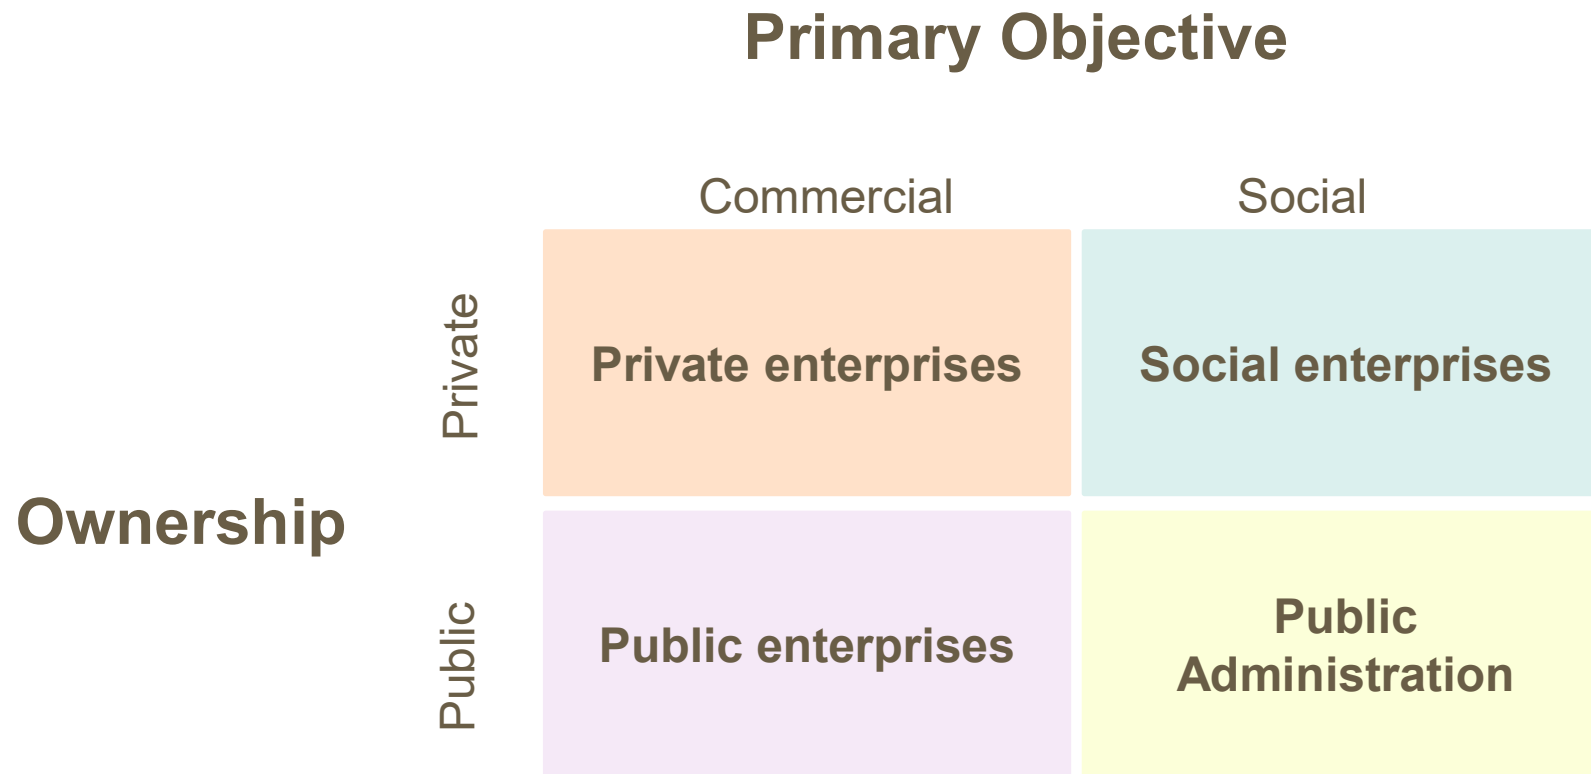 Primary Objective
Commercial
Social
Private
Private enterprises
Social enterprises
Ownership
Public
Public enterprises
Public
Administration